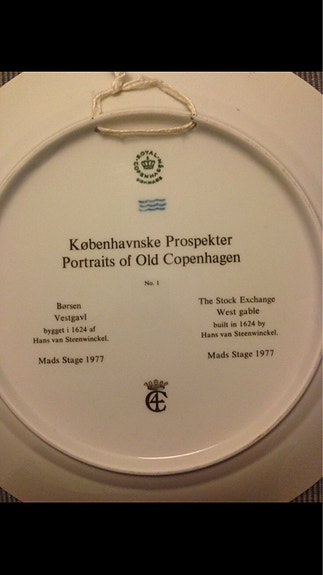 ROYAL
COPENHAGEN
DENMARK
Københavnske Prospekter
Portraits of Old Copenhagen
No. 1
Børsen
Vestgavl
bygget i 1624 af
Hans van Steenwinckel.
Mads Stage 1977
The Stock Exchange
West gable
built in 1624 by
Hans van Steenwinckel.
Mads Stage 1977
C4